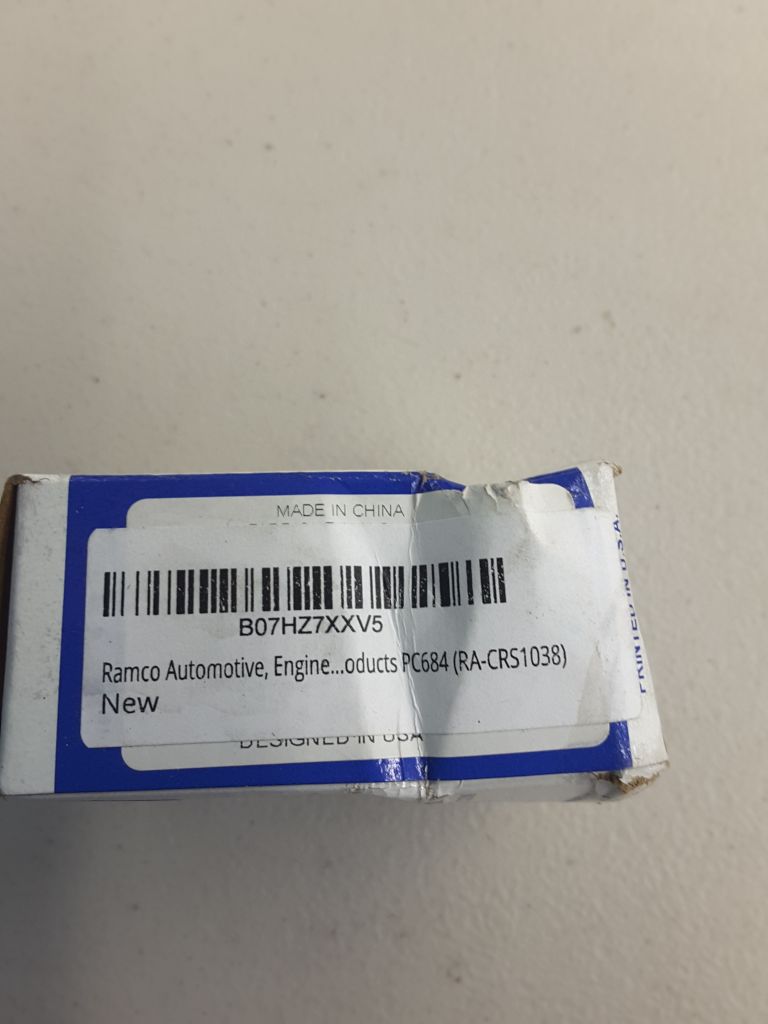 MADE IN CHINA
B07HZ7XXV5
Ramco Automotive, Engine...oducts PC684 (RA-CRS1038)
New
DESIGNED IN USA
PRINTED IN U.S.A.